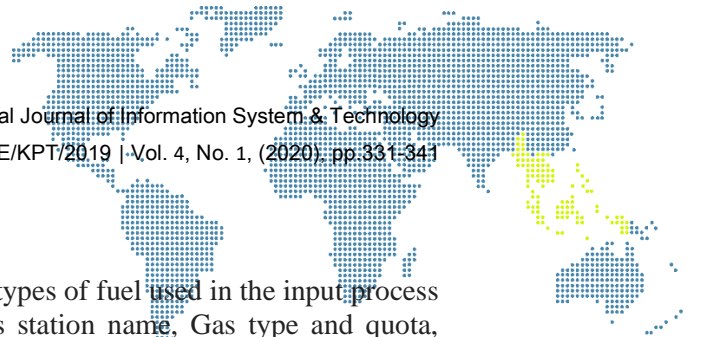 al Journal of Information System & Technology
E/KPT/2019 | Vol. 4, No. 1, (2020), pp.331-341
types of fuel used in the input process
s station name, Gas type and quota,